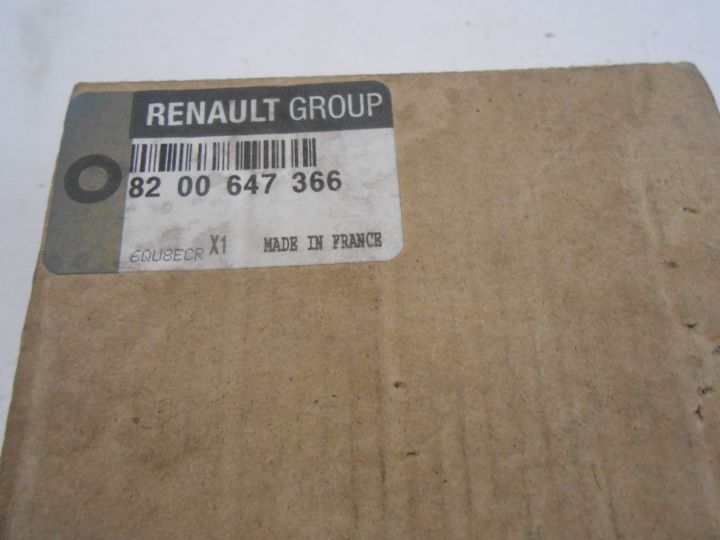 RENAULT GROUP
82 00 647 366
6QU8ECR X1 MADE IN FRANCE